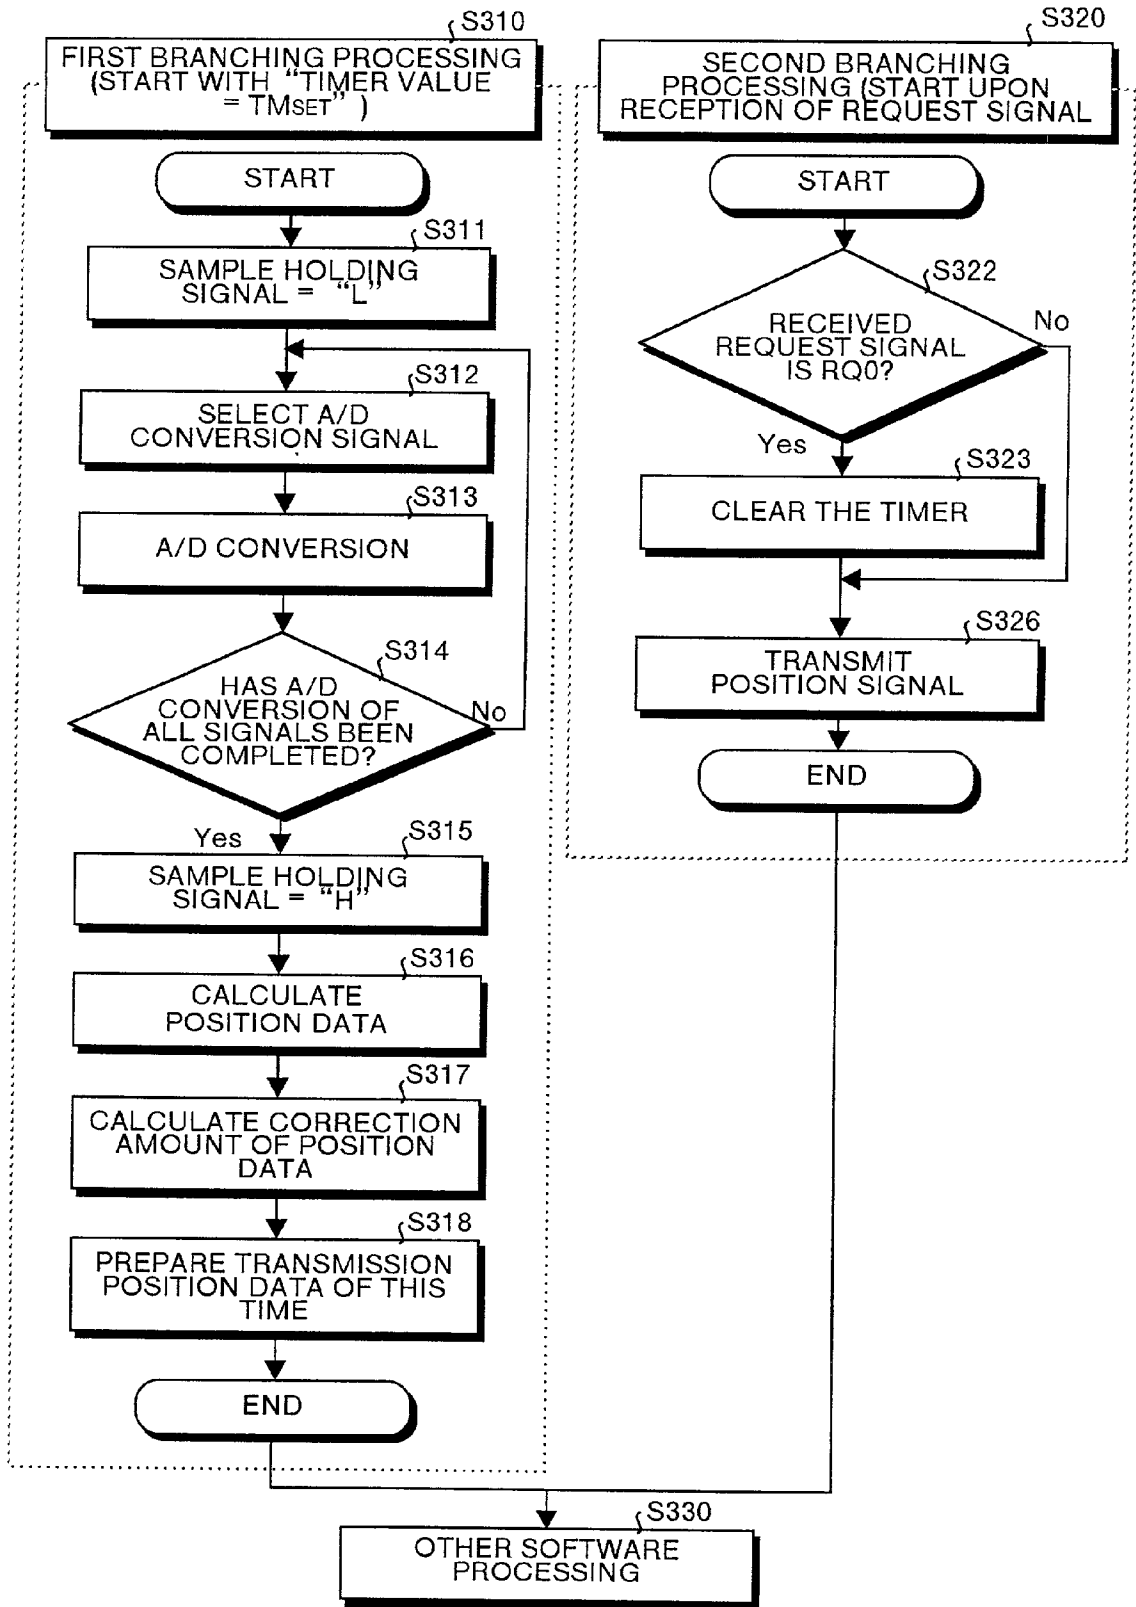 S310
FIRST BRANCHING PROCESSING
(START WITH “TIMER VALUE
= TMSET” )
START
S311
SAMPLE HOLDING
SIGNAL = “L”
S312
SELECT A/D
CONVERSION SIGNAL
S313
A/D CONVERSION
S314
HAS A/D
CONVERSION OF
ALL SIGNALS BEEN
COMPLETED?
No
Yes
S315
SAMPLE HOLDING
SIGNAL = “H”
S316
CALCULATE
POSITION DATA
S317
CALCULATE CORRECTION
AMOUNT OF POSITION
DATA
S318
PREPARE TRANSMISSION
POSITION DATA OF THIS
TIME
END
S320
SECOND BRANCHING
PROCESSING (START UPON
RECEPTION OF REQUEST SIGNAL
START
S322
RECEIVED
REQUEST SIGNAL
IS RQ0?
No
Yes
S323
CLEAR THE TIMER
S326
TRANSMIT
POSITION SIGNAL
END
S330
OTHER SOFTWARE
PROCESSING